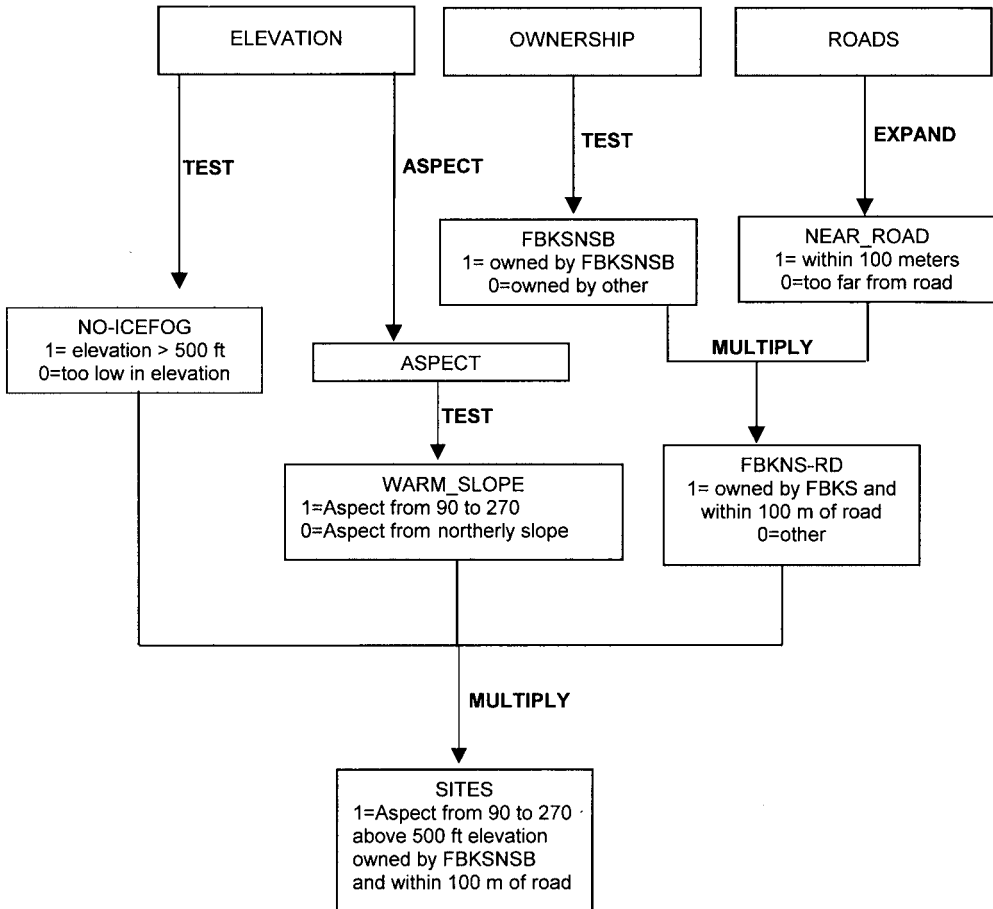 ELEVATION
OWNERSHIP
ROADS
TEST
ASPECT
TEST
EXPAND
FBKSNSB
1= owned by FBKSNSB
0=owned by other
NEAR_ROAD
1= within 100 meters
0=too far from road
NO-ICEFOG
1= elevation > 500 ft
0=too low in elevation
ASPECT
MULTIPLY
TEST
WARM_SLOPE
1=Aspect from 90 to 270
0=Aspect from northerly slope
FBKNS-RD
1= owned by FBKS and
within 100 m of road
0=other
MULTIPLY
SITES
1=Aspect from 90 to 270
above 500 ft elevation
owned by FBKSNSB
and within 100 m of road